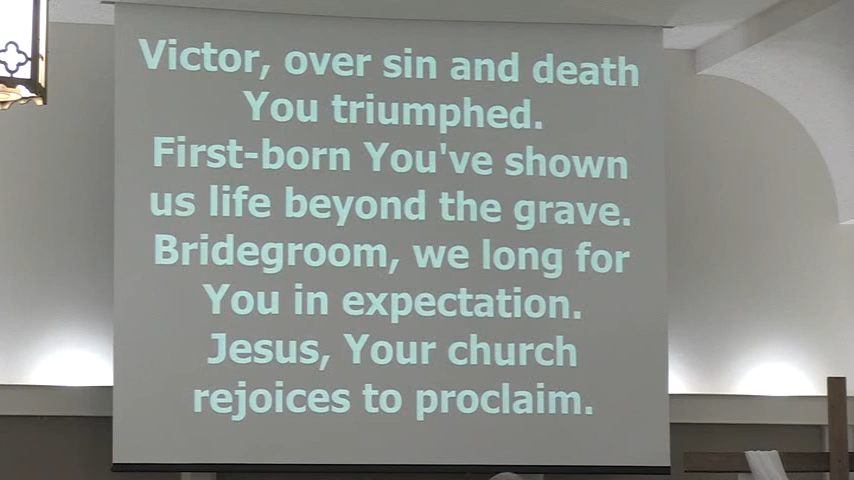 Victor, over sin and death
You triumphed.
First-born You've shown
us life beyond the grave.
Bridegroom, we long for
You in expectation.
Jesus, Your church
rejoices to proclaim.